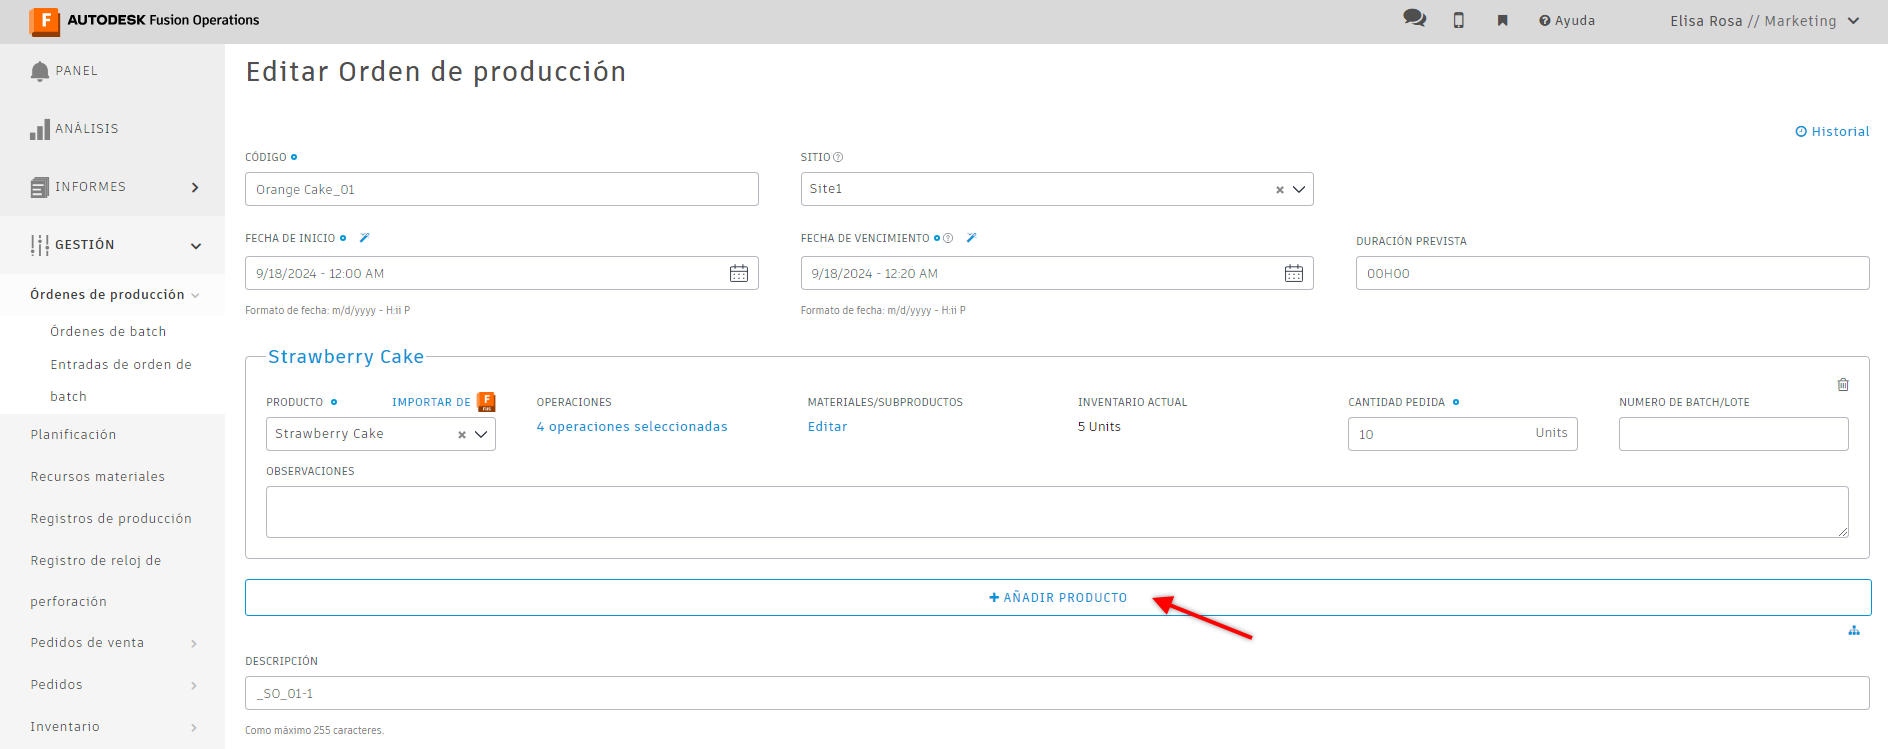 F AUTODESK Fusion Operations
Ayuda
Elisa Rosa // Marketing
PANEL
ANÁLISIS
INFORMES
GESTIÓN
Órdenes de producción
Órdenes de batch
Entradas de orden de
batch
Planificación
Recursos materiales
Registros de producción
Registro de reloj de
perforación
Pedidos de venta
Pedidos
Inventario
Editar Orden de producción
Historial
CÓDIGO
Orange Cake_01
SITIO
Site1
FECHA DE INICIO
9/18/2024 - 12:00 AM
Formato de fecha: m/d/yyyy - H:ii P
FECHA DE VENCIMIENTO
9/18/2024 - 12:20 AM
Formato de fecha: m/d/yyyy - H:ii P
DURACIÓN PREVISTA
00H00
Strawberry Cake
PRODUCTO
IMPORTAR DE
F
FUS
Strawberry Cake
OPERACIONES
4 operaciones seleccionadas
MATERIALES/SUBPRODUCTOS
Editar
INVENTARIO ACTUAL
5 Units
CANTIDAD PEDIDA
10 Units
NUMERO DE BATCH/LOTE
OBSERVACIONES
+ AÑADIR PRODUCTO
DESCRIPCIÓN
_SO_01-1
Como máximo 255 caracteres.